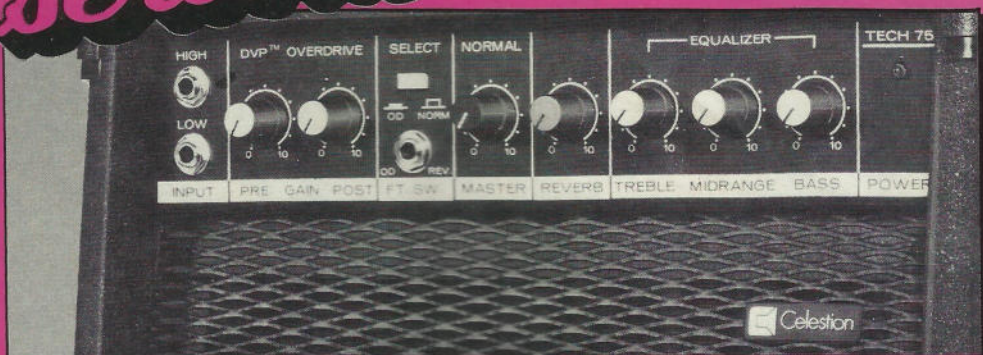 HIGH
DVP™ OVERDRIVE
SELECT
NORMAL
EQUALIZER
TECH 75
OD NORM
LOW
0 10 0 10 0 10 0 10 0 10 0 10 0 10
OD REV.
INPUT PRE GAIN POST FT. SW. MASTER REVERB TREBLE MIDRANGE BASS POWER
Celestion